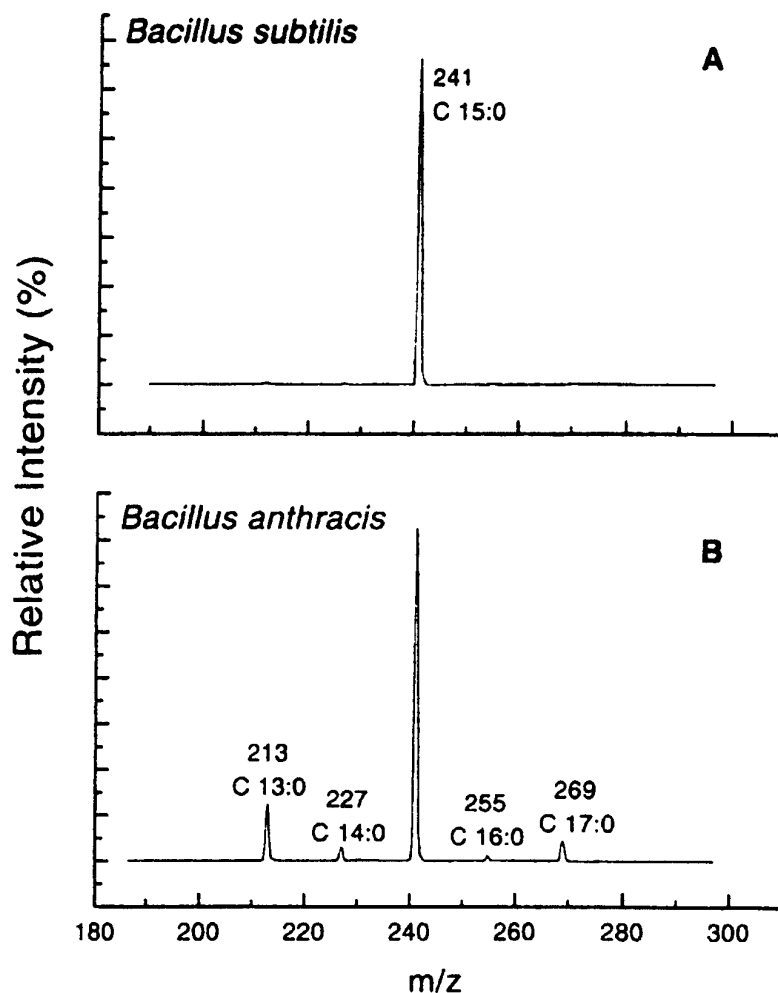 Bacillus subtilis
A
241
C 15:0
Relative Intensity (%)
Bacillus anthracis
B
213
C 13:0
227
C 14:0
255
C 16:0
269
C 17:0
180 200 220 240 260 280 300
m/z